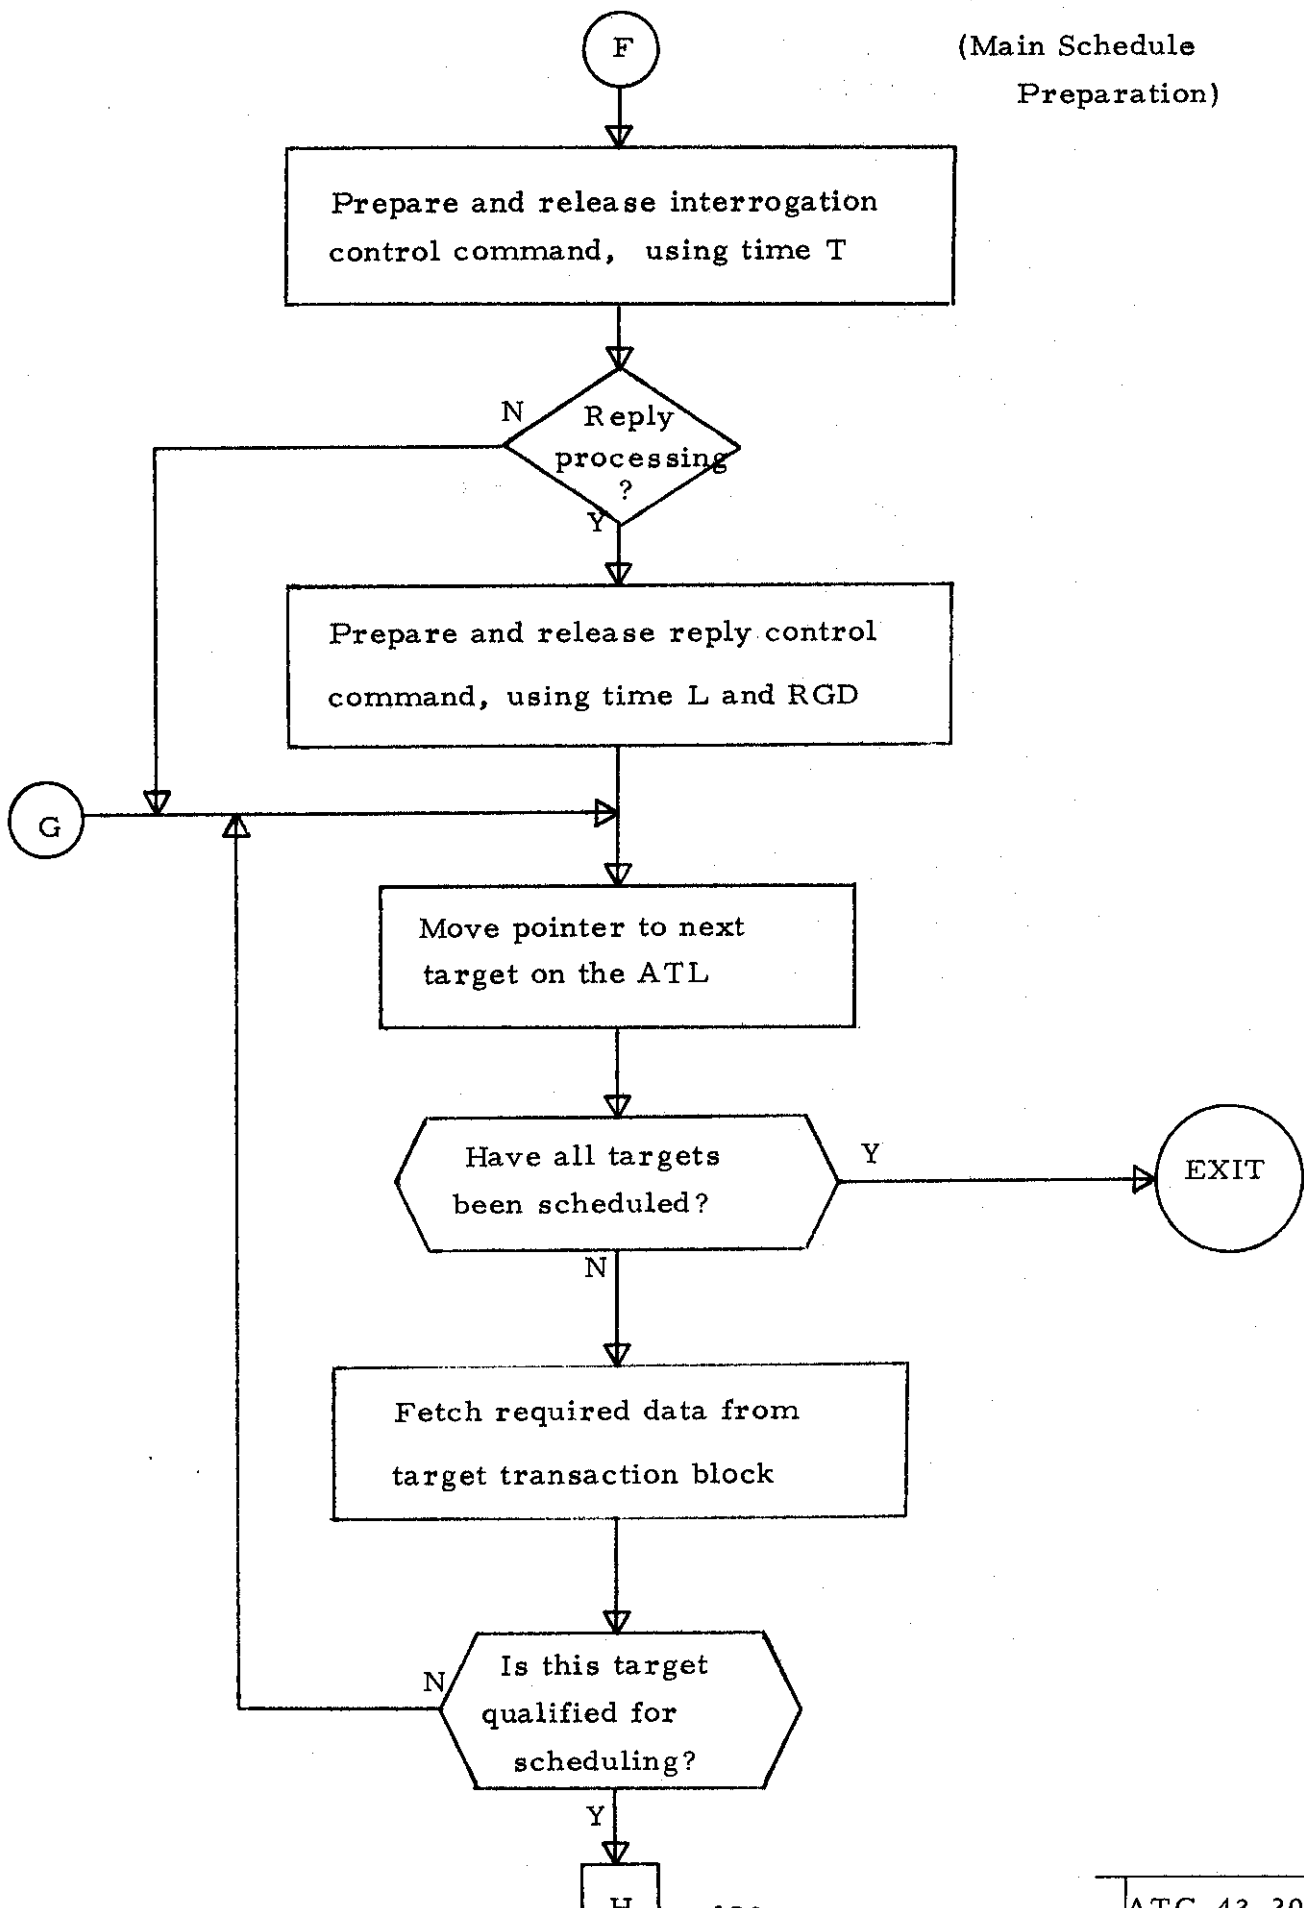 F
(Main Schedule
Preparation)
Prepare and release interrogation
control command, using time T
N
Reply
processing
?
Y
Prepare and release reply control
command, using time L and RGD
G
Move pointer to next
target on the ATL
Have all targets
been scheduled?
Y
EXIT
N
Fetch required data from
target transaction block
N
Is this target
qualified for
scheduling?
Y
H